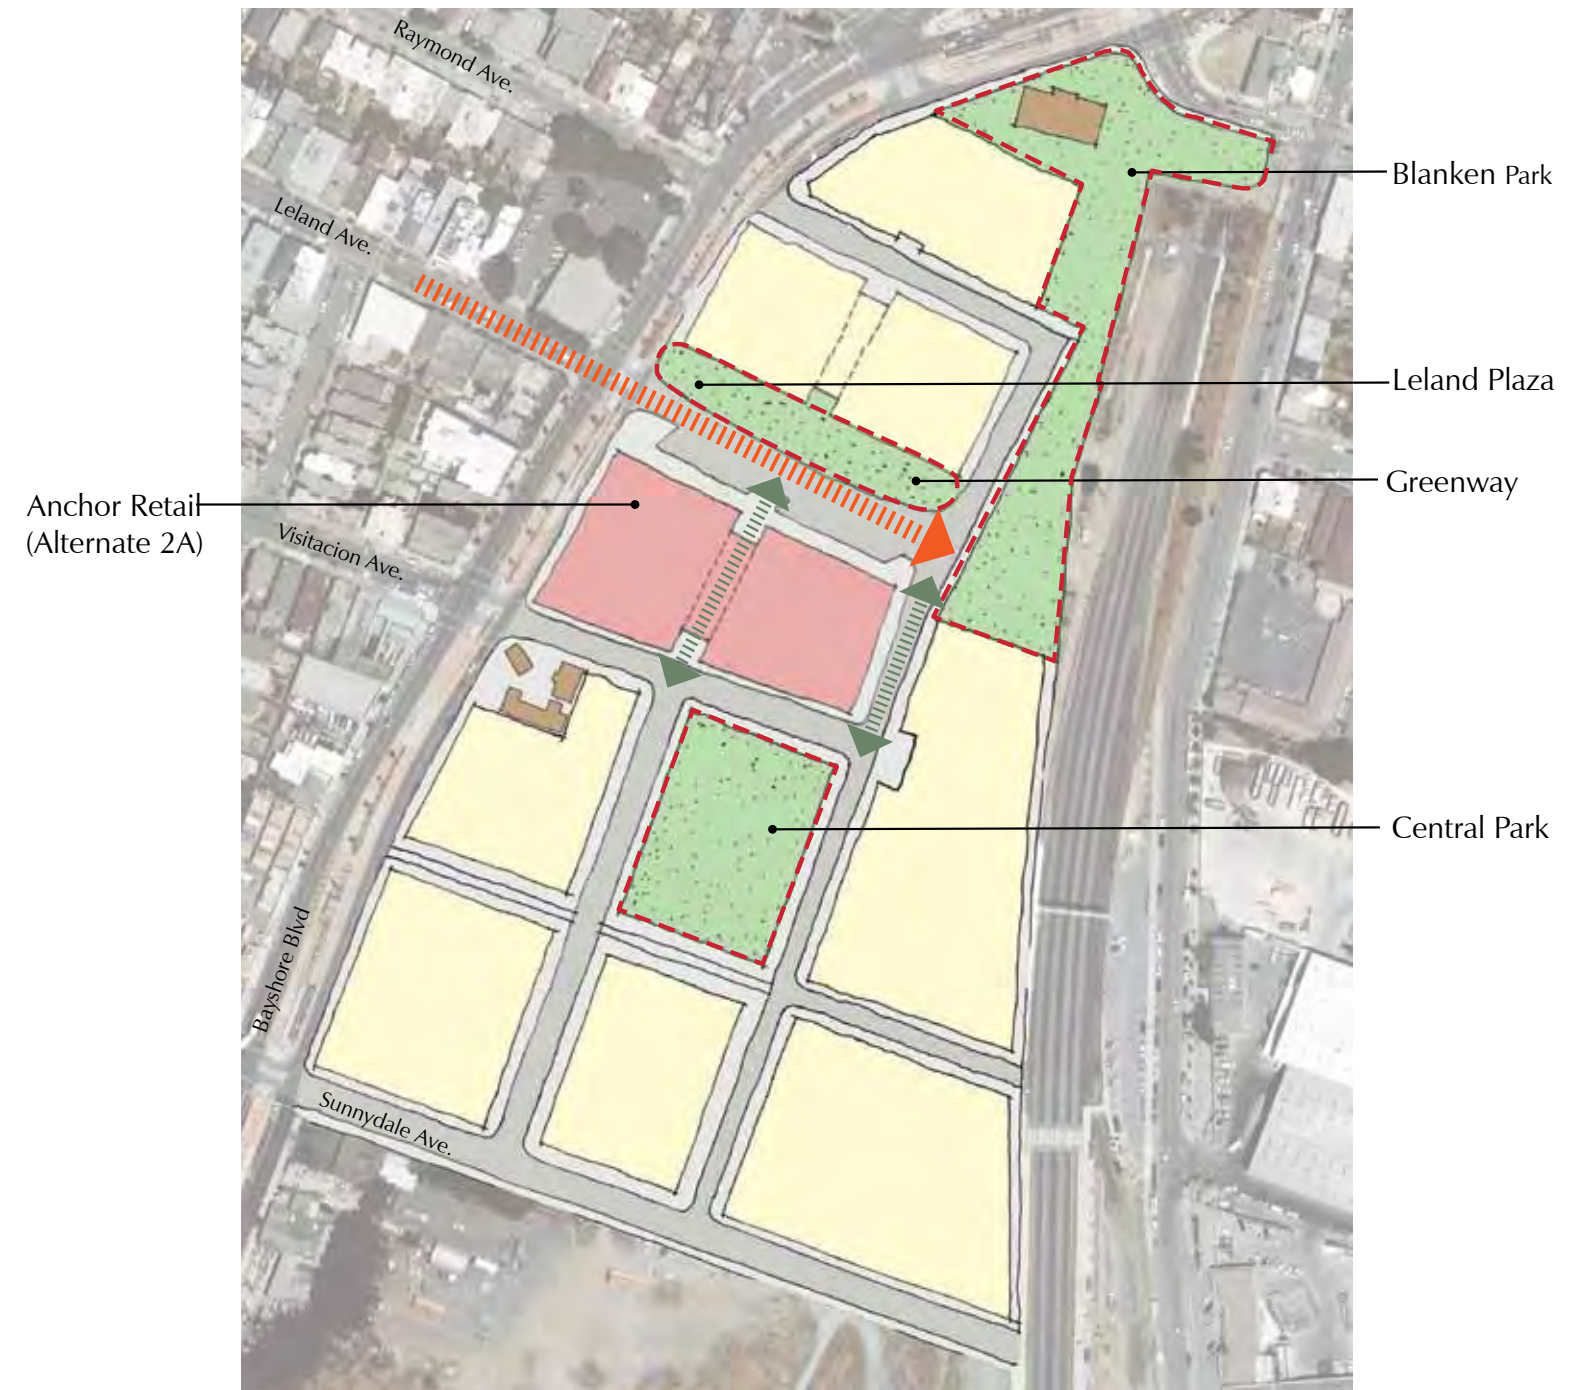 Raymond Ave.
Blanken Park
Leland Ave.
Leland Plaza
Greenway
Anchor Retail
(Alternate 2A)
Visitacion Ave.
Central Park
Bayshore Blvd
Sunnydale Ave.